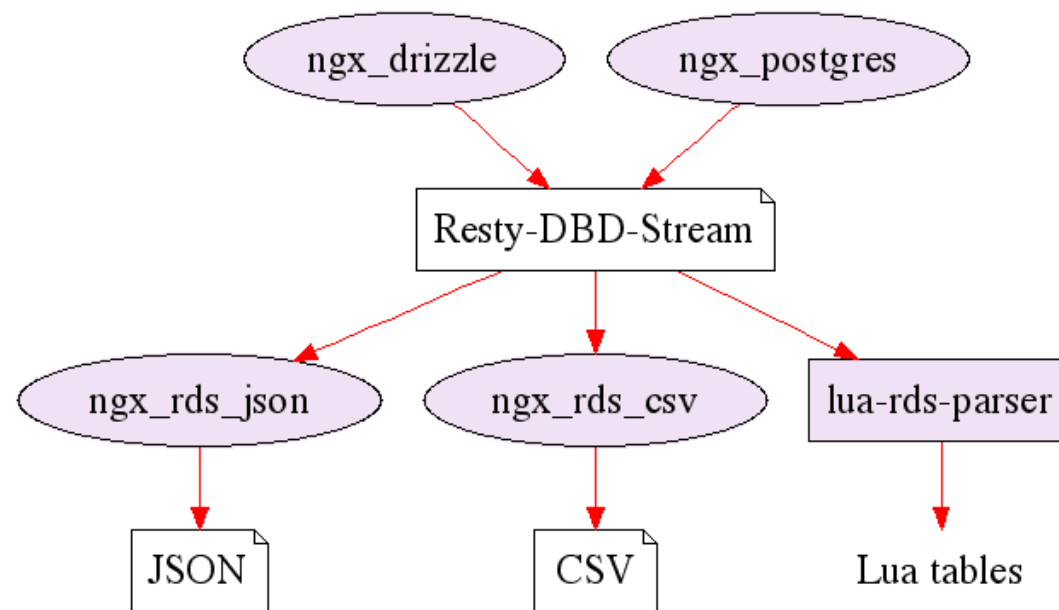 ngx_drizzle
ngx_postgres
Resty-DBD-Stream
ngx_rds_json
ngx_rds_csv
lua-rds-parser
JSON
CSV
Lua tables